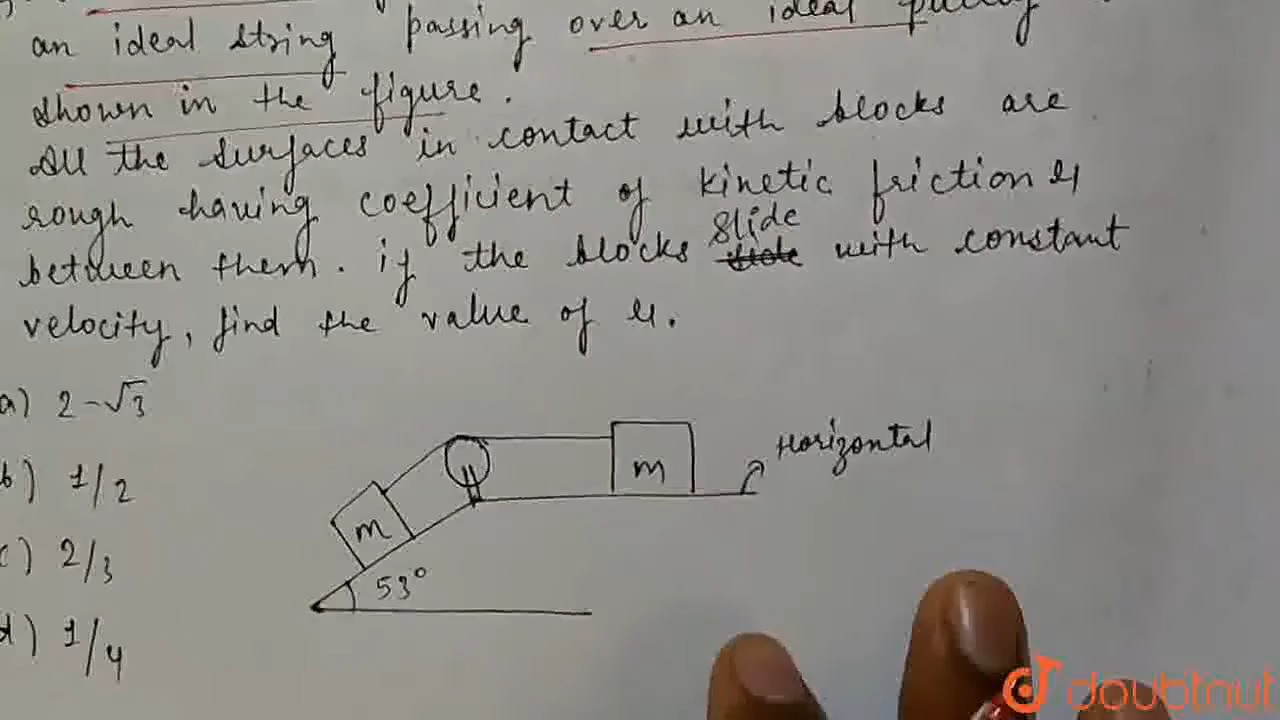 an ideal string passing over an ideal pulley
shown in the figure.
All the surfaces in contact with blocks are
rough having coefficient of kinetic friction μ
between them. if the blocks slide with constant
velocity, find the value of μ.
a) 2-√3
b) 1/2
c) 2/3
d) 1/4
m
m
Horizontal
53°
doubtnut